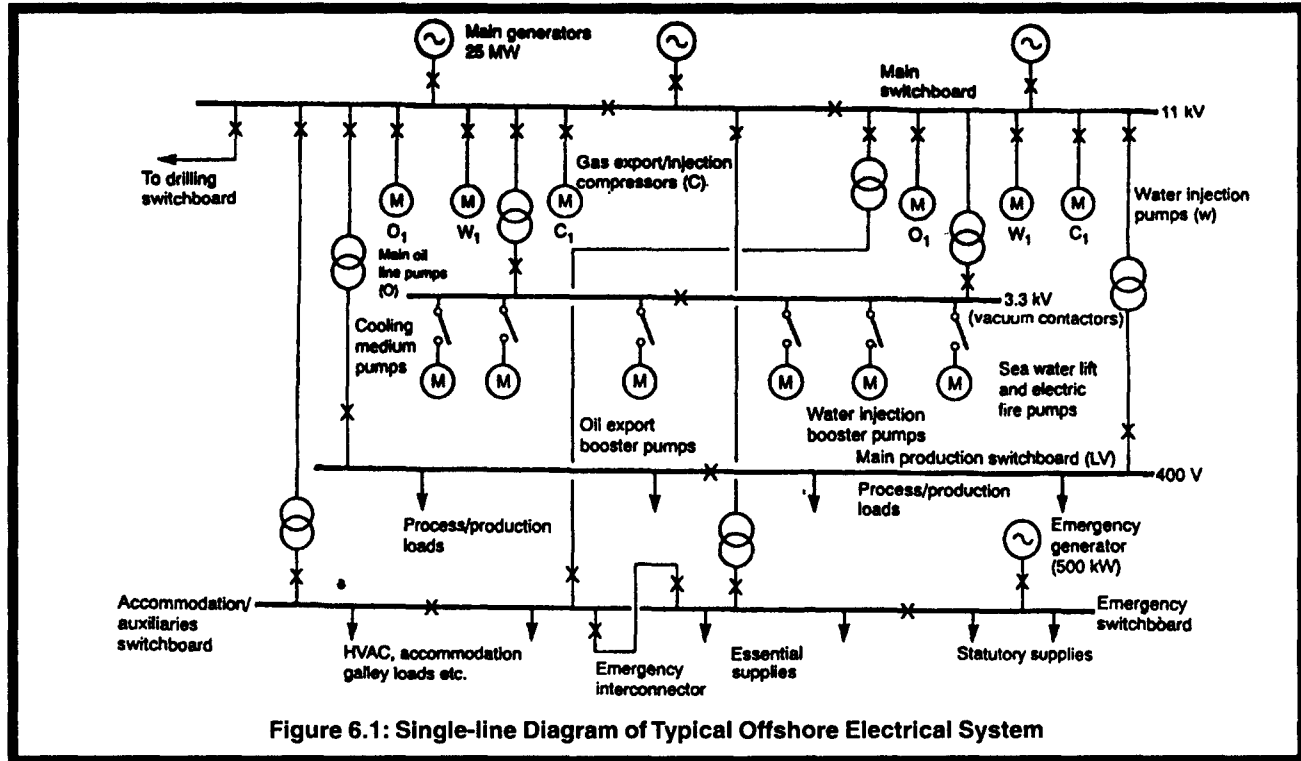 Main generators
25 MW
Main
switchboard
11 kV
To drilling
switchboard
Gas export/injection
compressors (C)
M
O1
M
W1
M
C1
M
O1
M
W1
M
C1
Water injection
pumps (w)
Main oil
line pumps
(O)
3.3 kV
(vacuum contactors)
Cooling
medium
pumps
M
M
M
M
M
M
Sea water lift
and electric
fire pumps
Oil export
booster pumps
Water injection
booster pumps
Main production switchboard (LV)
400 V
Process/production
loads
Process/production
loads
Emergency
generator
(500 kW)
Accommodation/
auxiliaries
switchboard
Emergency
switchboard
HVAC, accommodation
galley loads etc.
Emergency
interconnector
Essential
supplies
Statutory supplies
Figure 6.1: Single-line Diagram of Typical Offshore Electrical System